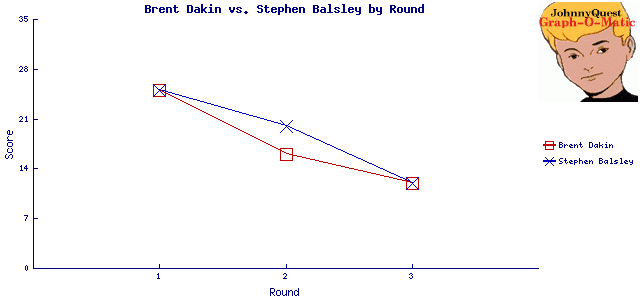 Brent Dakin vs. Stephen Balsley by Round
JohnnyQuest
Graph-O-Matic
35
28
21
14
7
0
Score
1
2
3
Round
Brent Dakin
Stephen Balsley